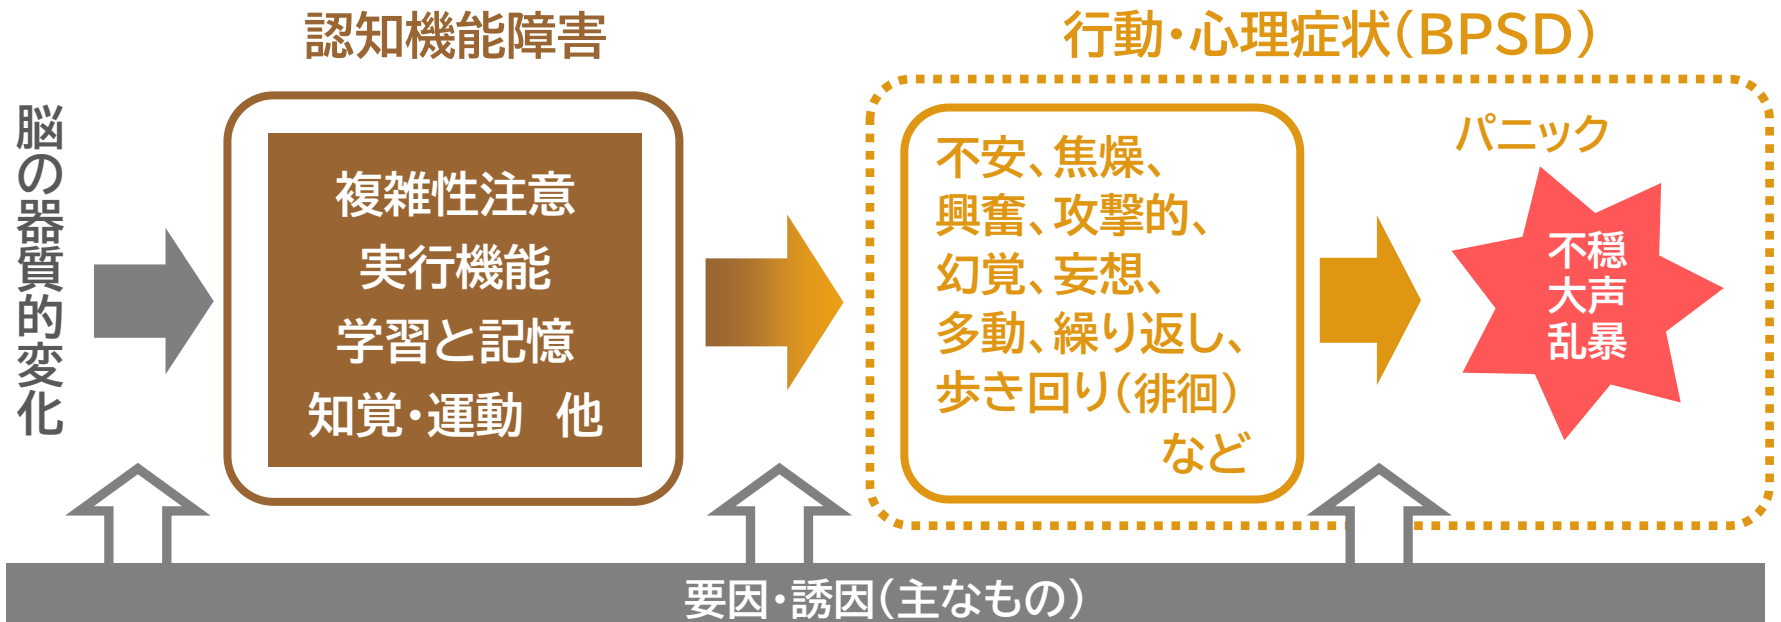 認知機能障害
行動・心理症状(BPSD)
脳の器質的変化
複雑性注意
実行機能
学習と記憶
知覚・運動　他
不安、焦燥、
興奮、攻撃的、
幻覚、妄想、
多動、繰り返し、
歩き回り(徘徊)
など
パニック
不穏
大声
乱暴
要因・誘因(主なもの)